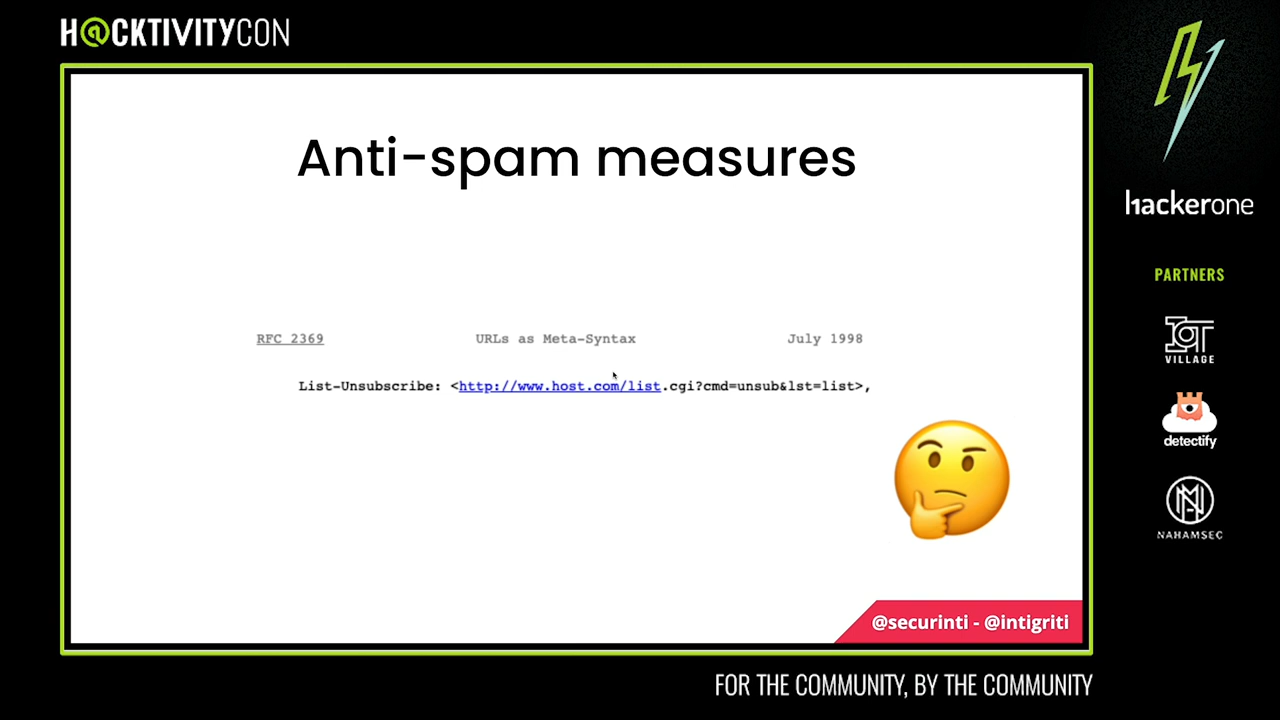 H@CKTIVITYCON
Anti-spam measures
RFC 2369 URLs as Meta-Syntax July 1998
List-Unsubscribe: <http://www.host.com/list.cgi?cmd=unsub&lst=list>,
@securinti - @intigriti
FOR THE COMMUNITY, BY THE COMMUNITY
hackerone
PARTNERS
IOT
VILLAGE
detectify
NAHAMSEC